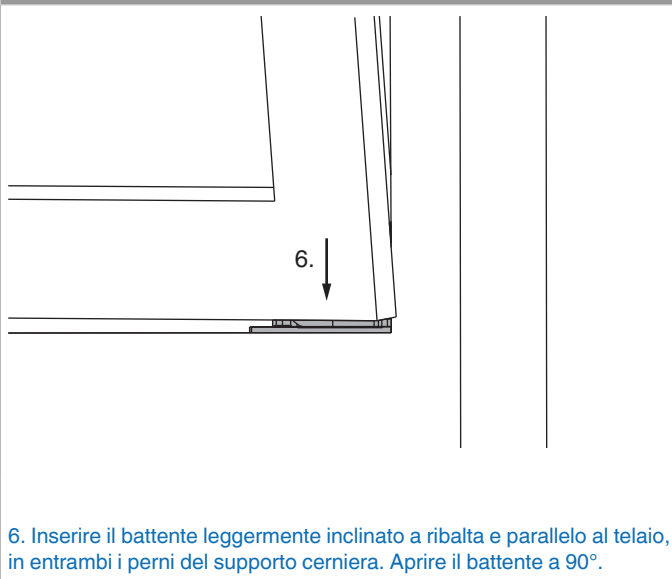 6.
6. Inserire il battente leggermente inclinato a ribalta e parallelo al telaio,
in entrambi i perni del supporto cerniera. Aprire il battente a 90°.